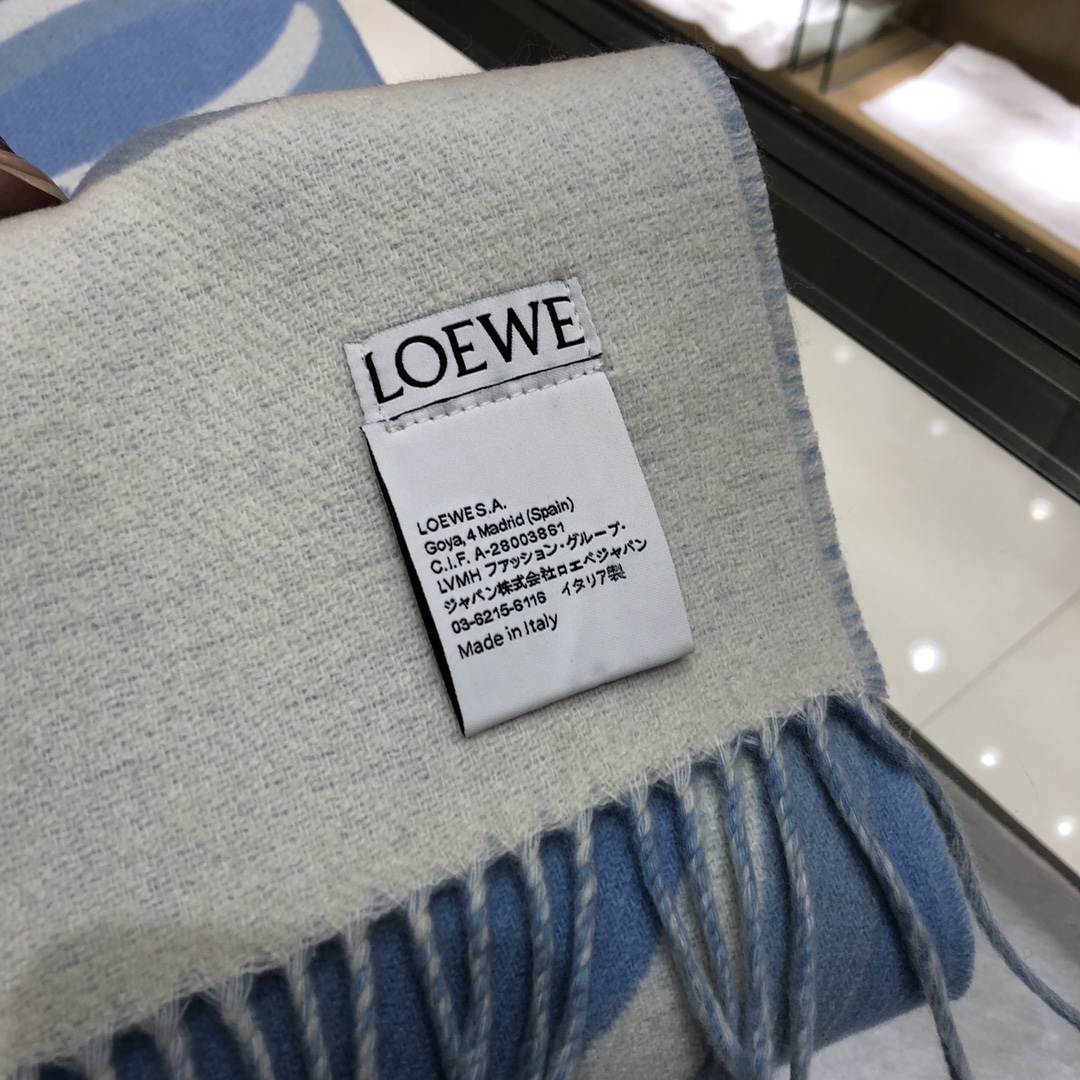 LOEWE
LOEWE S.A.
Goya, 4 Madrid (Spain)
C.I.F. A-28003861
LVMH ファッション・グループ・
ジャパン株式会社ロエベジャパン
03-6215-6116 イタリア製
Made in Italy